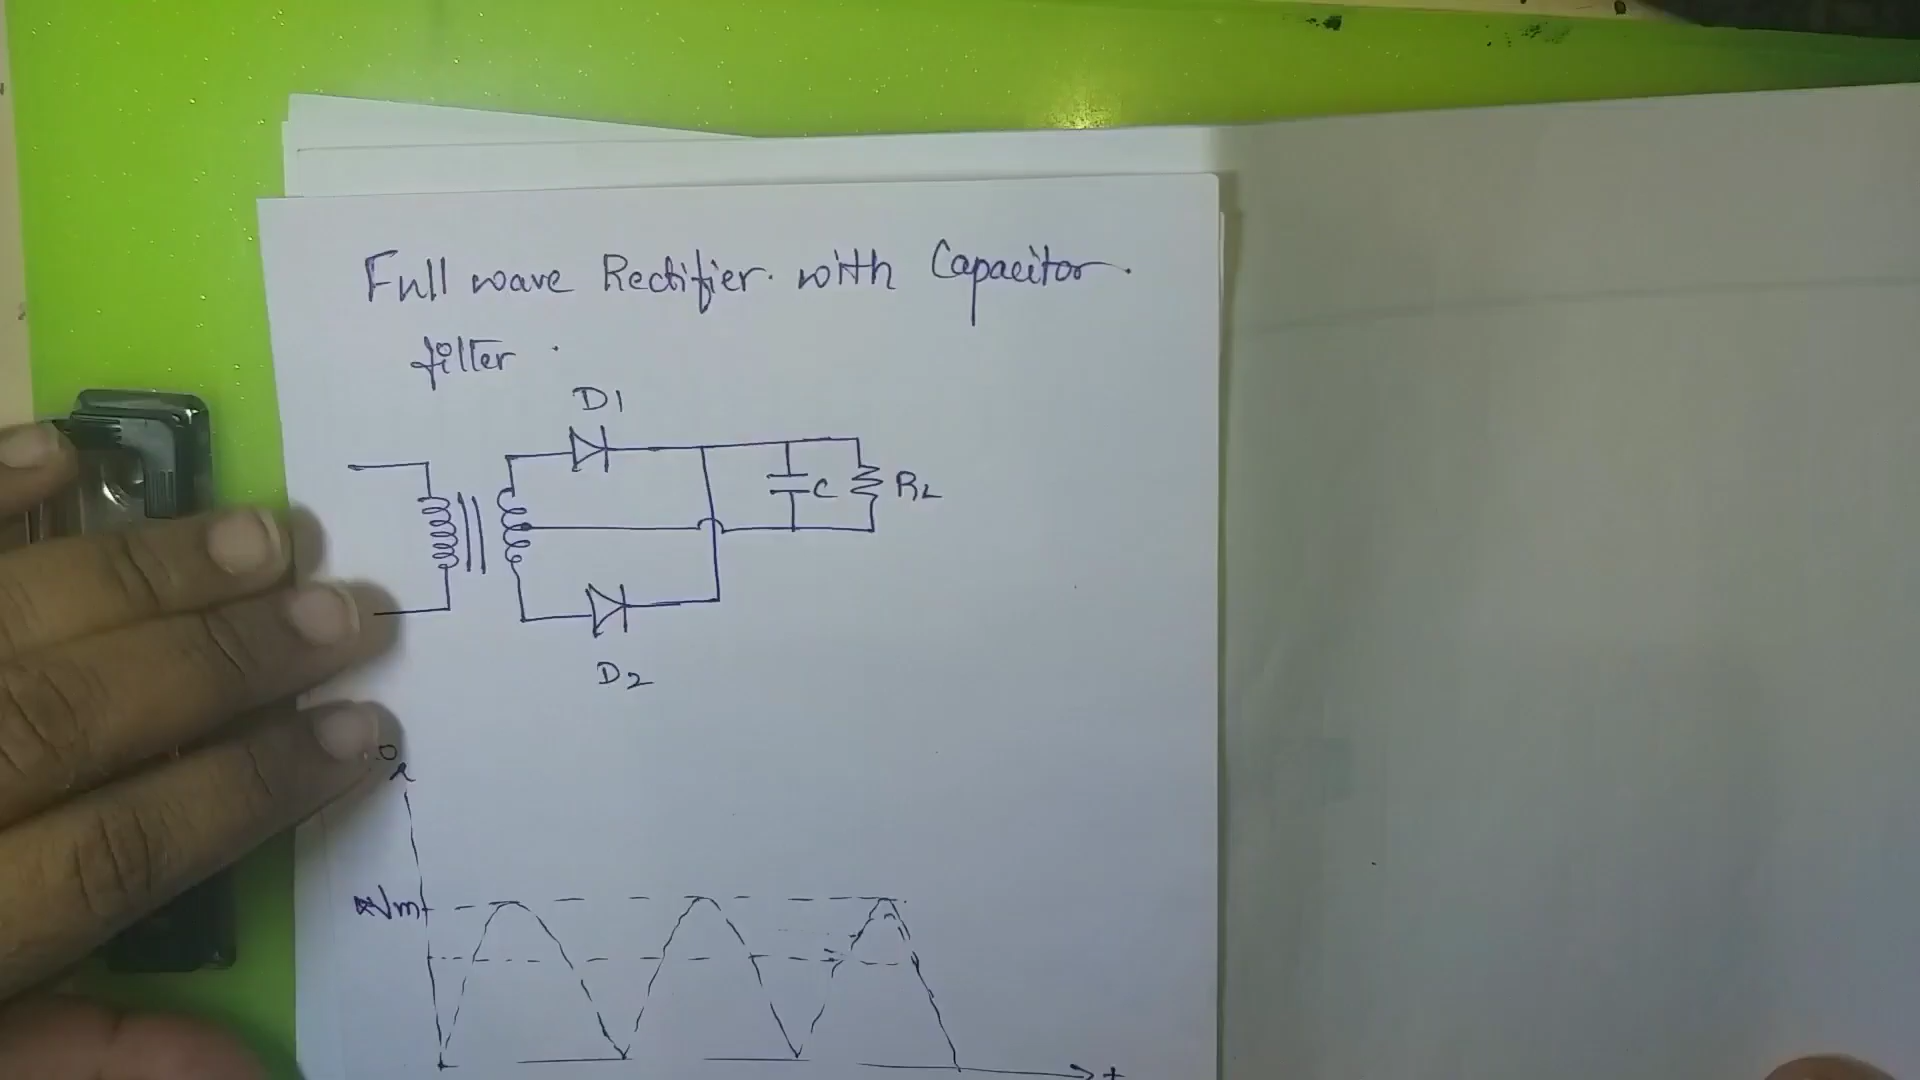 Full wave Rectifier. with Capacitor.
filter.
D1
C
RL
D2
Vm
t